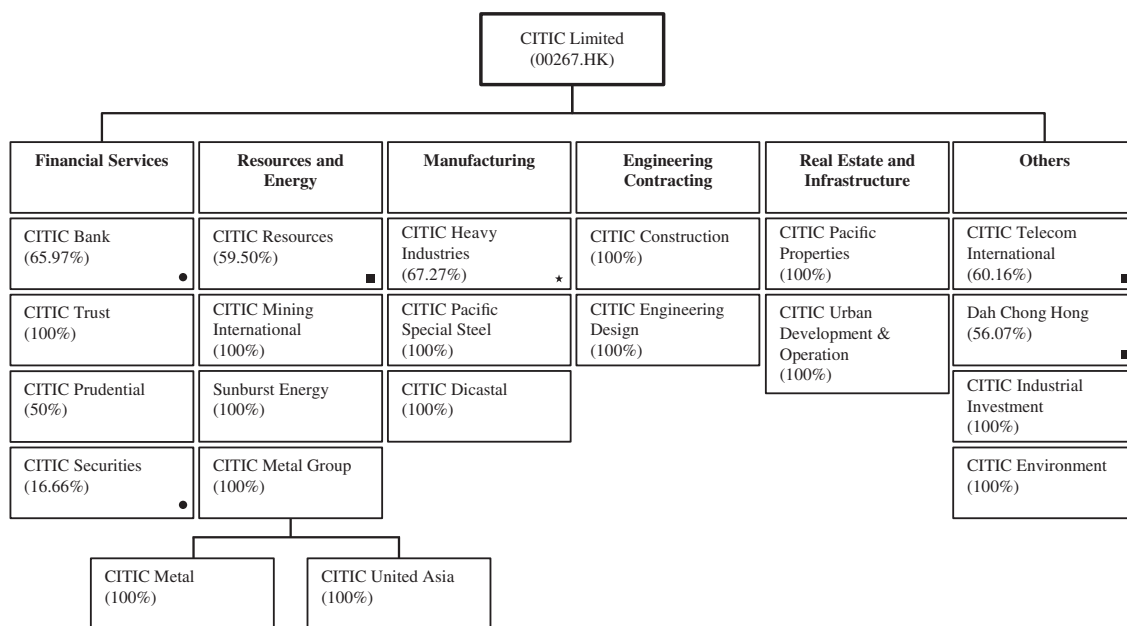 CITIC Limited
(00267.HK)
Financial Services
Resources and
Energy
Manufacturing
Engineering
Contracting
Real Estate and
Infrastructure
Others
CITIC Bank
(65.97%)
CITIC Trust
(100%)
CITIC Prudential
(50%)
CITIC Securities
(16.66%)
CITIC Resources
(59.50%)
CITIC Mining
International
(100%)
Sunburst Energy
(100%)
CITIC Metal Group
(100%)
CITIC Metal
(100%)
CITIC United Asia
(100%)
CITIC Heavy
Industries
(67.27%)
CITIC Pacific
Special Steel
(100%)
CITIC Dicastal
(100%)
CITIC Construction
(100%)
CITIC Engineering
Design
(100%)
CITIC Pacific
Properties
(100%)
CITIC Urban
Development &
Operation
(100%)
CITIC Telecom
International
(60.16%)
Dah Chong Hong
(56.07%)
CITIC Industrial
Investment
(100%)
CITIC Environment
(100%)